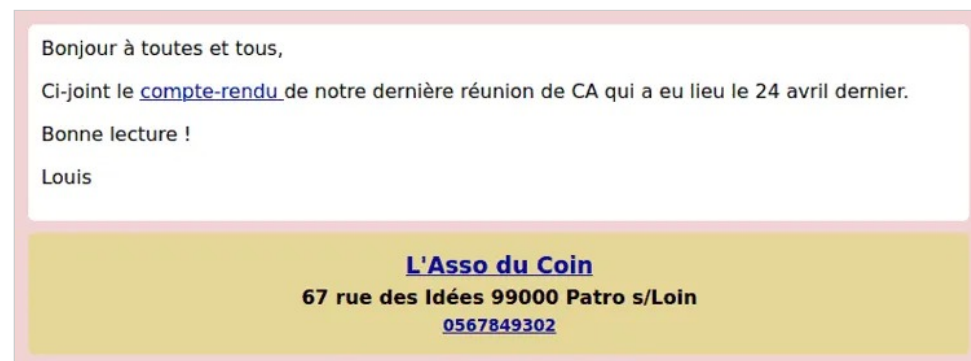 Bonjour à toutes et tous,
Ci-joint le compte-rendu de notre dernière réunion de CA qui a eu lieu le 24 avril dernier.
Bonne lecture !
Louis
L'Asso du Coin
67 rue des Idées 99000 Patro s/Loin
0567849302